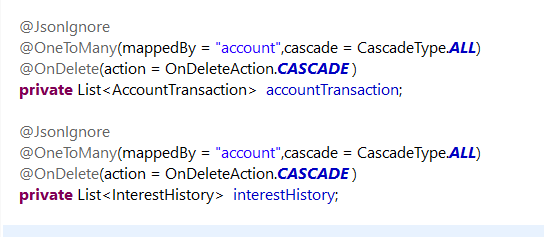 @JsonIgnore
@OneToMany(mappedBy = "account",cascade = CascadeType.ALL)
@OnDelete(action = OnDeleteAction.CASCADE )
private List<AccountTransaction>  accountTransaction;
@JsonIgnore
@OneToMany(mappedBy = "account",cascade = CascadeType.ALL)
@OnDelete(action = OnDeleteAction.CASCADE )
private List<InterestHistory>  interestHistory;